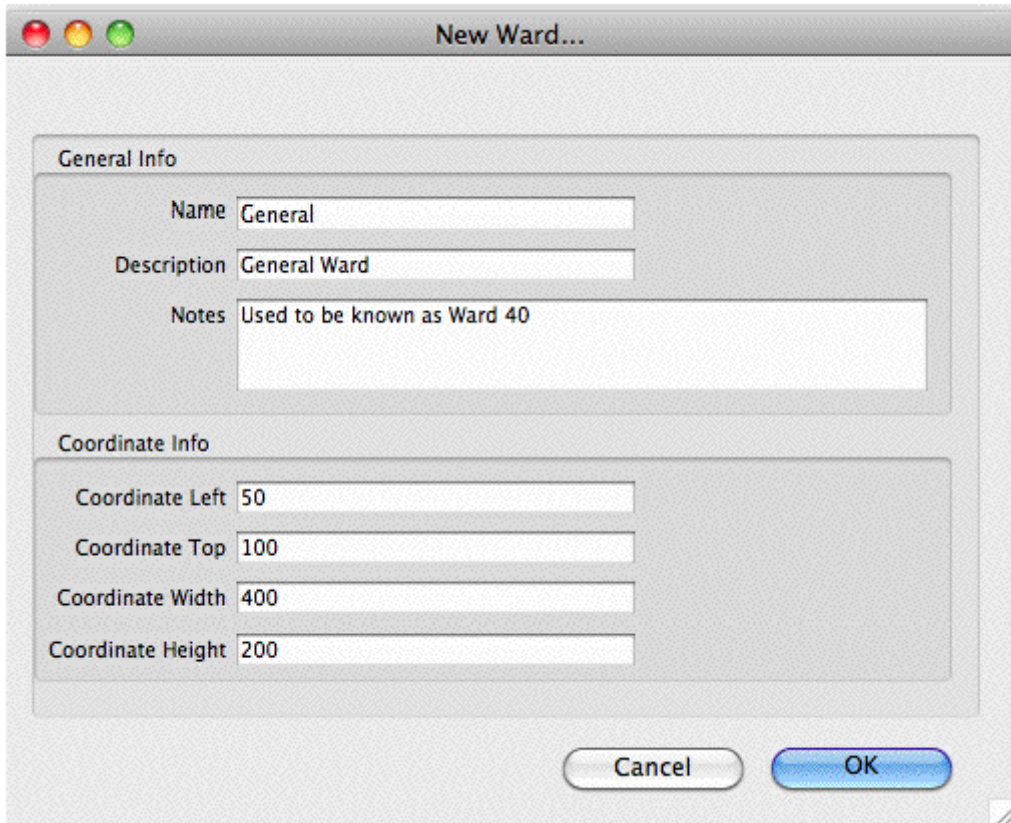 New Ward...
General Info
Name General
Description General Ward
Notes Used to be known as Ward 40
Coordinate Info
Coordinate Left 50
Coordinate Top 100
Coordinate Width 400
Coordinate Height 200
Cancel OK